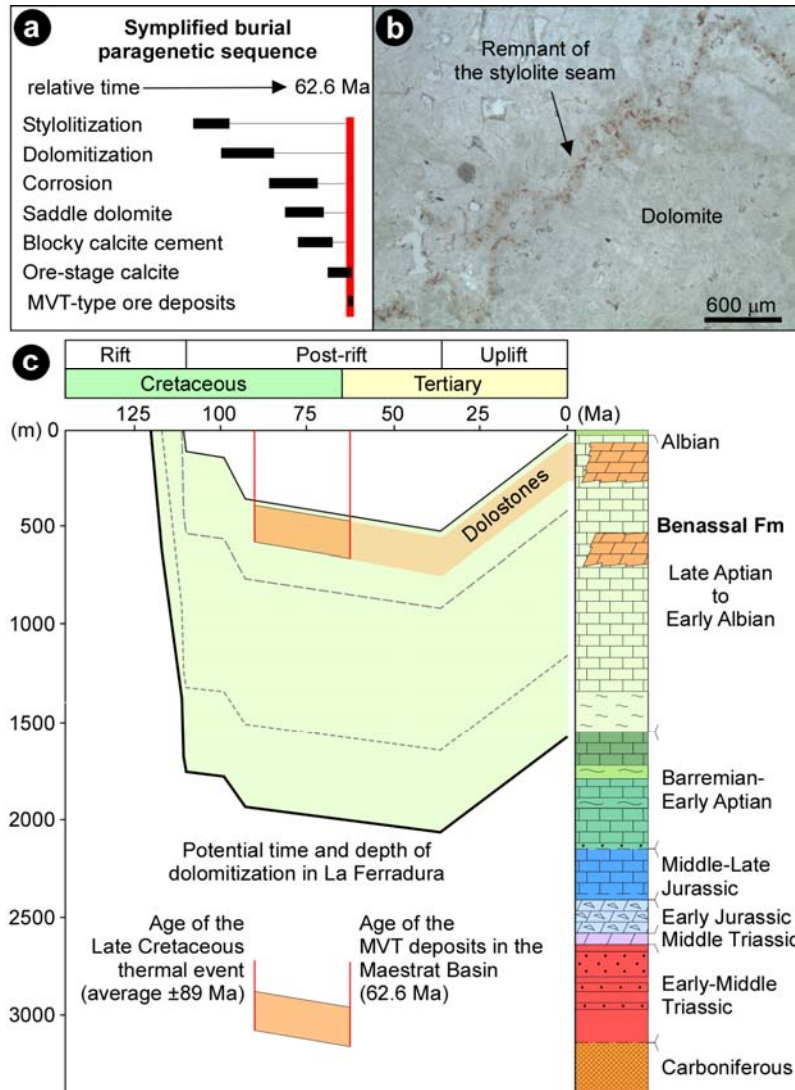 a
Symplified burial
paragenetic sequence
relative time
62.6 Ma
Stylolitization
Dolomitization
Corrosion
Saddle dolomite
Blocky calcite cement
Ore-stage calcite
MVT-type ore deposits
b
Remnant of
the stylolite seam
Dolomite
600 µm
c
Rift Post-rift Uplift
Cretaceous Tertiary
125 100 75 50 25 0 (Ma)
(m) 0
500
1000
1500
2000
2500
3000
Dolostones
Potential time and depth of
dolomitization in La Ferradura
Age of the
Late Cretaceous
thermal event
(average ±89 Ma)
Age of the
MVT deposits in the
Maestrat Basin
(62.6 Ma)
Albian
Benassal Fm
Late Aptian
to
Early Albian
Barremian-
Early Aptian
Middle-Late
Jurassic
Early Jurassic
Middle Triassic
Early-Middle
Triassic
Carboniferous